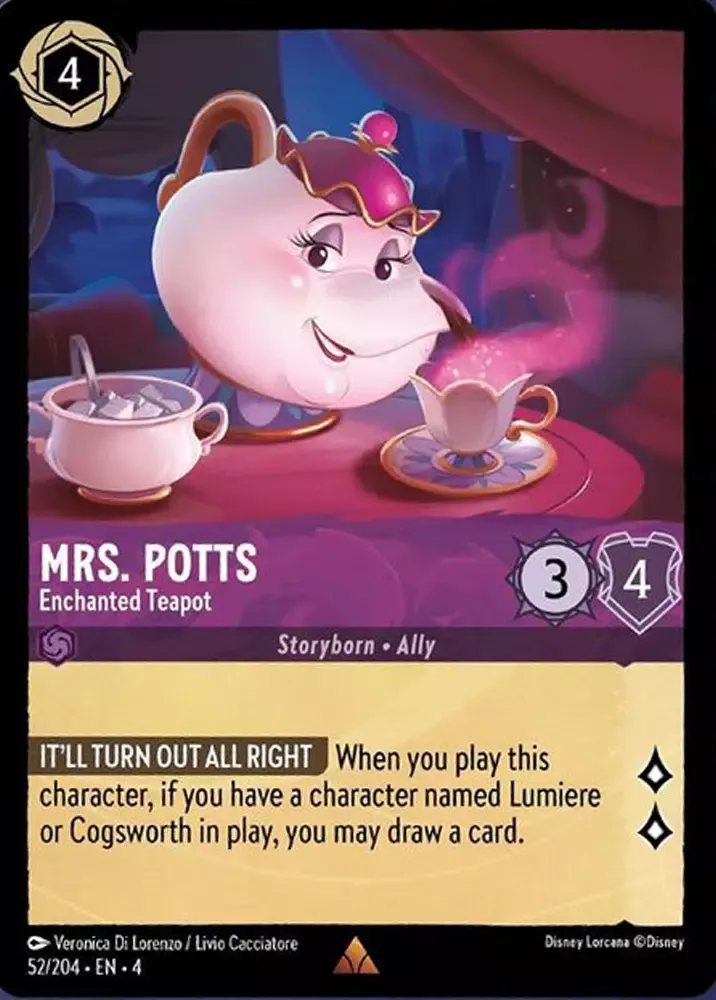 4
MRS. POTTS
Enchanted Teapot
3
4
Storyborn • Ally
IT'LL TURN OUT ALL RIGHT When you play this
character, if you have a character named Lumiere
or Cogsworth in play, you may draw a card.
Veronica Di Lorenzo / Livio Cacciatore
Disney Lorcana ©Disney
52/204 • EN • 4